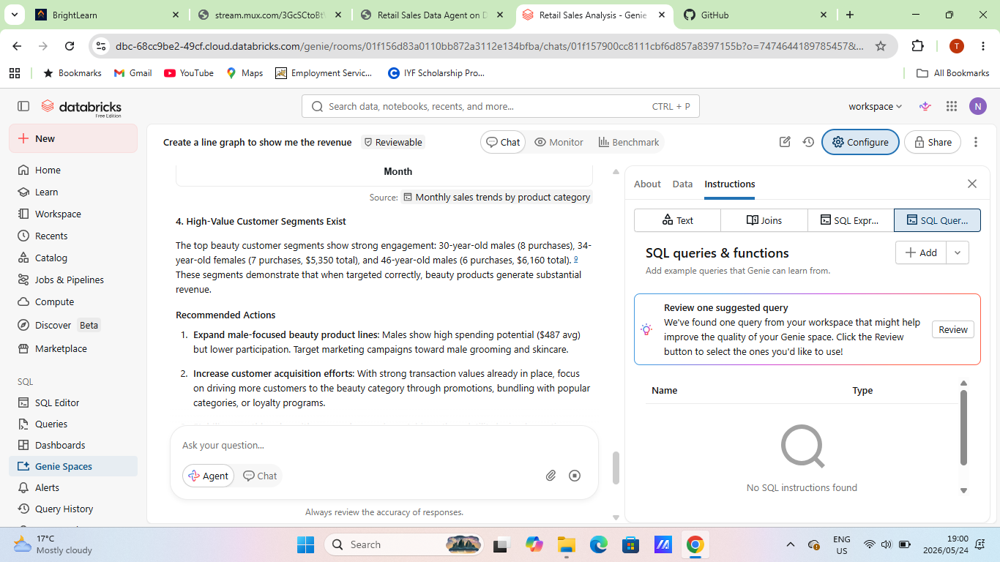 BrightLearn
stream.mux.com/3GcSCtoBt
Retail Sales Data Agent on D
Retail Sales Analysis - Genie
GitHub
dbc-68cc9be2-49cf.cloud.databricks.com/genie/rooms/01f156d83a0110bb872a3112e134bfba/chats/01f157900cc8111cbf6d857a8397155b?o=7474644189785457&...
T
Bookmarks
Gmail
YouTube
Maps
Employment Servic...
IYF Scholarship Pro...
All Bookmarks
databricks
Free Edition
Search data, notebooks, recents, and more...
CTRL + P
workspace
N
New
Home
Learn
Workspace
Recents
Catalog
Jobs & Pipelines
Compute
Discover Beta
Marketplace
SQL
SQL Editor
Queries
Dashboards
Genie Spaces
Alerts
Query History
Create a line graph to show me the revenue
Reviewable
Chat
Monitor
Benchmark
Configure
Share
Month
Source: Monthly sales trends by product category
4. High-Value Customer Segments Exist
The top beauty customer segments show strong engagement: 30-year-old males (8 purchases), 34-
year-old females (7 purchases, $5,350 total), and 46-year-old males (6 purchases, $6,160 total). 9
These segments demonstrate that when targeted correctly, beauty products generate substantial
revenue.
Recommended Actions
1. Expand male-focused beauty product lines: Males show high spending potential ($487 avg)
but lower participation. Target marketing campaigns toward male grooming and skincare.
2. Increase customer acquisition efforts: With strong transaction values already in place, focus
on driving more customers to the beauty category through promotions, bundling with popular
categories, or loyalty programs.
Ask your question...
Agent
Chat
Always review the accuracy of responses.
About
Data
Instructions
Text
Joins
SQL Expr...
SQL Quer...
SQL queries & functions
Add
Add example queries that Genie can learn from.
Review one suggested query
We've found one query from your workspace that might help
improve the quality of your Genie space. Click the Review
button to select the ones you'd like to use!
Review
Name
Type
No SQL instructions found
17°C
Mostly cloudy
Search
ENG
US
19:00
2026/05/24